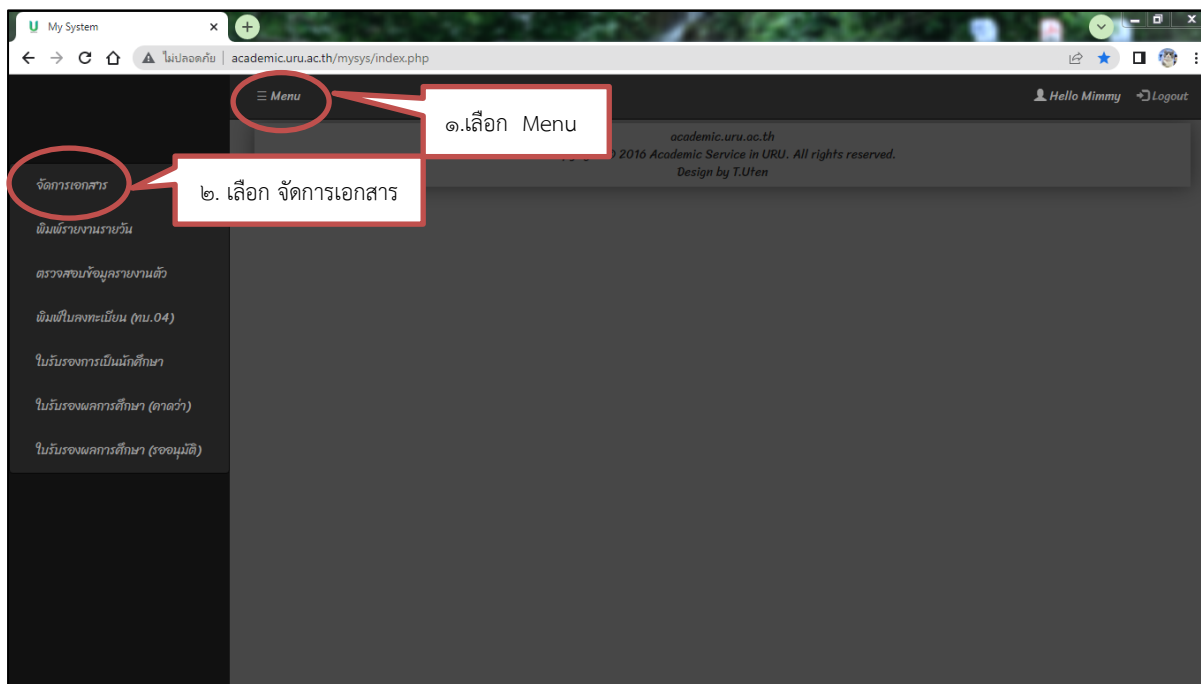 My System
ไม่ปลอดภัย
academic.uru.ac.th/mysys/index.php
Menu
Hello Mimmy
Logout
๑.เลือก Menu
academic.uru.ac.th
2016 Academic Service in URU. All rights reserved.
Design by T.Uten
จัดการเอกสาร
๒. เลือก จัดการเอกสาร
พิมพ์รายงานรายวัน
ตรวจสอบข้อมูลรายงานตัว
พิมพ์ใบลงทะเบียน (ทบ.04)
ใบรับรองการเป็นนักศึกษา
ใบรับรองผลการศึกษา (คาดว่า)
ใบรับรองผลการศึกษา (รออนุมัติ)